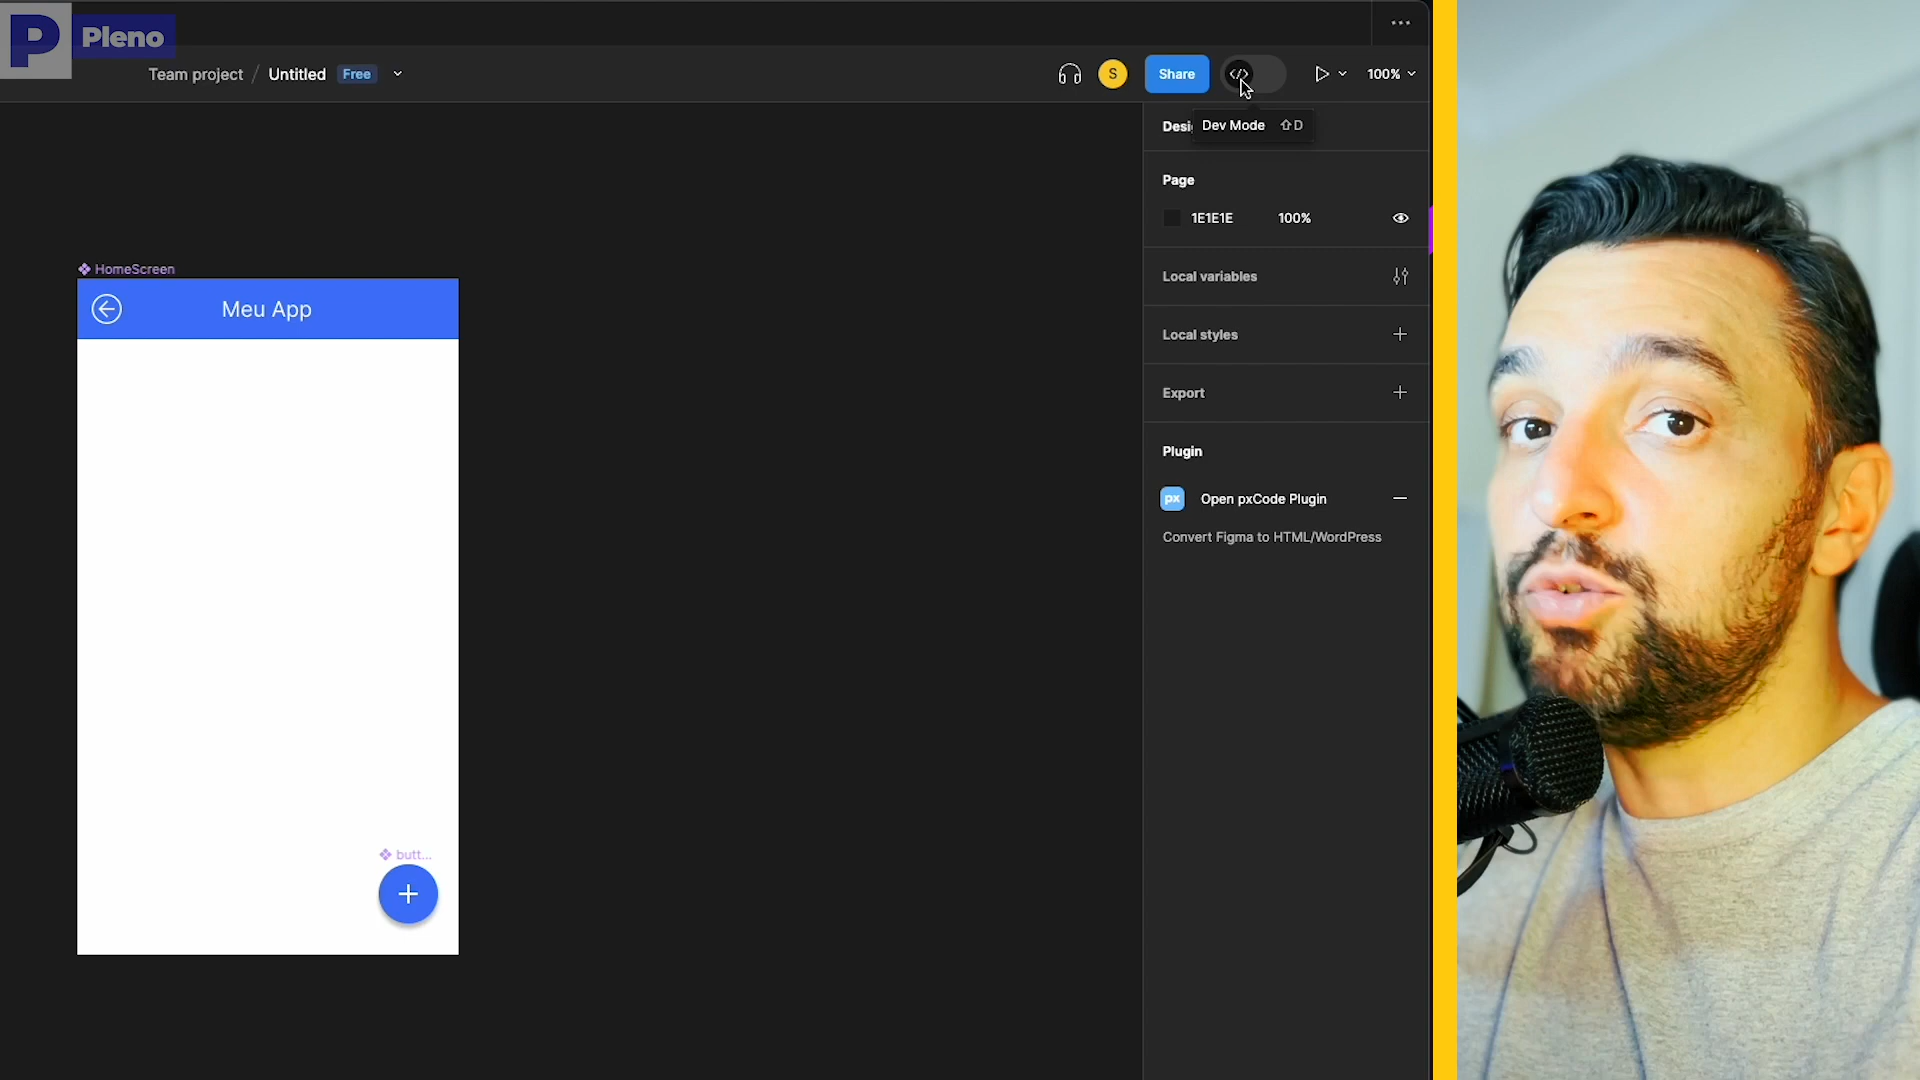 P Pleno
Team project / Untitled Free
S Share 100%
Desi
Dev Mode ⇧D
Page
1E1E1E 100%
Local variables
Local styles
Export
Plugin
px Open pxCode Plugin
Convert Figma to HTML/WordPress
HomeScreen
Meu App
butt...